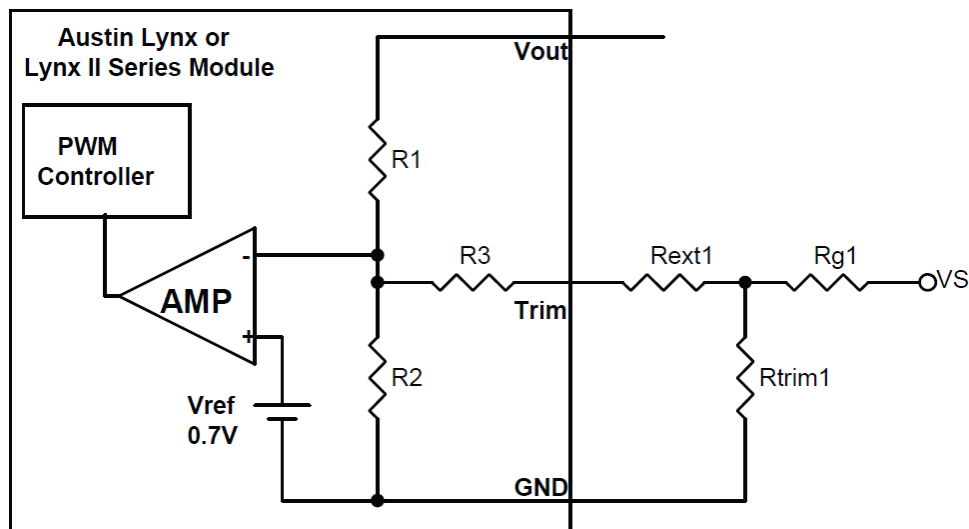 Austin Lynx or
Lynx II Series Module
Vout
PWM
Controller
R1
-
R3
Rext1
Rg1
VS
AMP
Trim
+
R2
Rtrim1
Vref
0.7V
GND